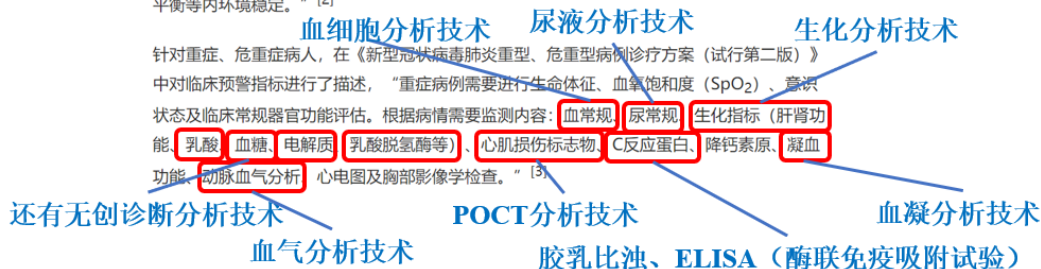 平衡等内环境稳定。” [2]
血细胞分析技术
尿液分析技术
生化分析技术
针对重症、危重症病人，在《新型冠状病毒肺炎重型、危重型病例诊疗方案（试行第二版）》
中对临床预警指标进行了描述，“重症病例需要进行生命体征、血氧饱和度（SpO2）、意识
状态及临床常规器官功能评估。根据病情需要监测内容：血常规、尿常规、生化指标（肝肾功
能、乳酸、血糖、电解质、乳酸脱氢酶等）、心肌损伤标志物、C反应蛋白、降钙素原、凝血
功能、动脉血气分析、心电图及胸部影像学检查。” [3]
还有无创诊断分析技术
POCT分析技术
血凝分析技术
血气分析技术
胶乳比浊、ELISA（酶联免疫吸附试验）